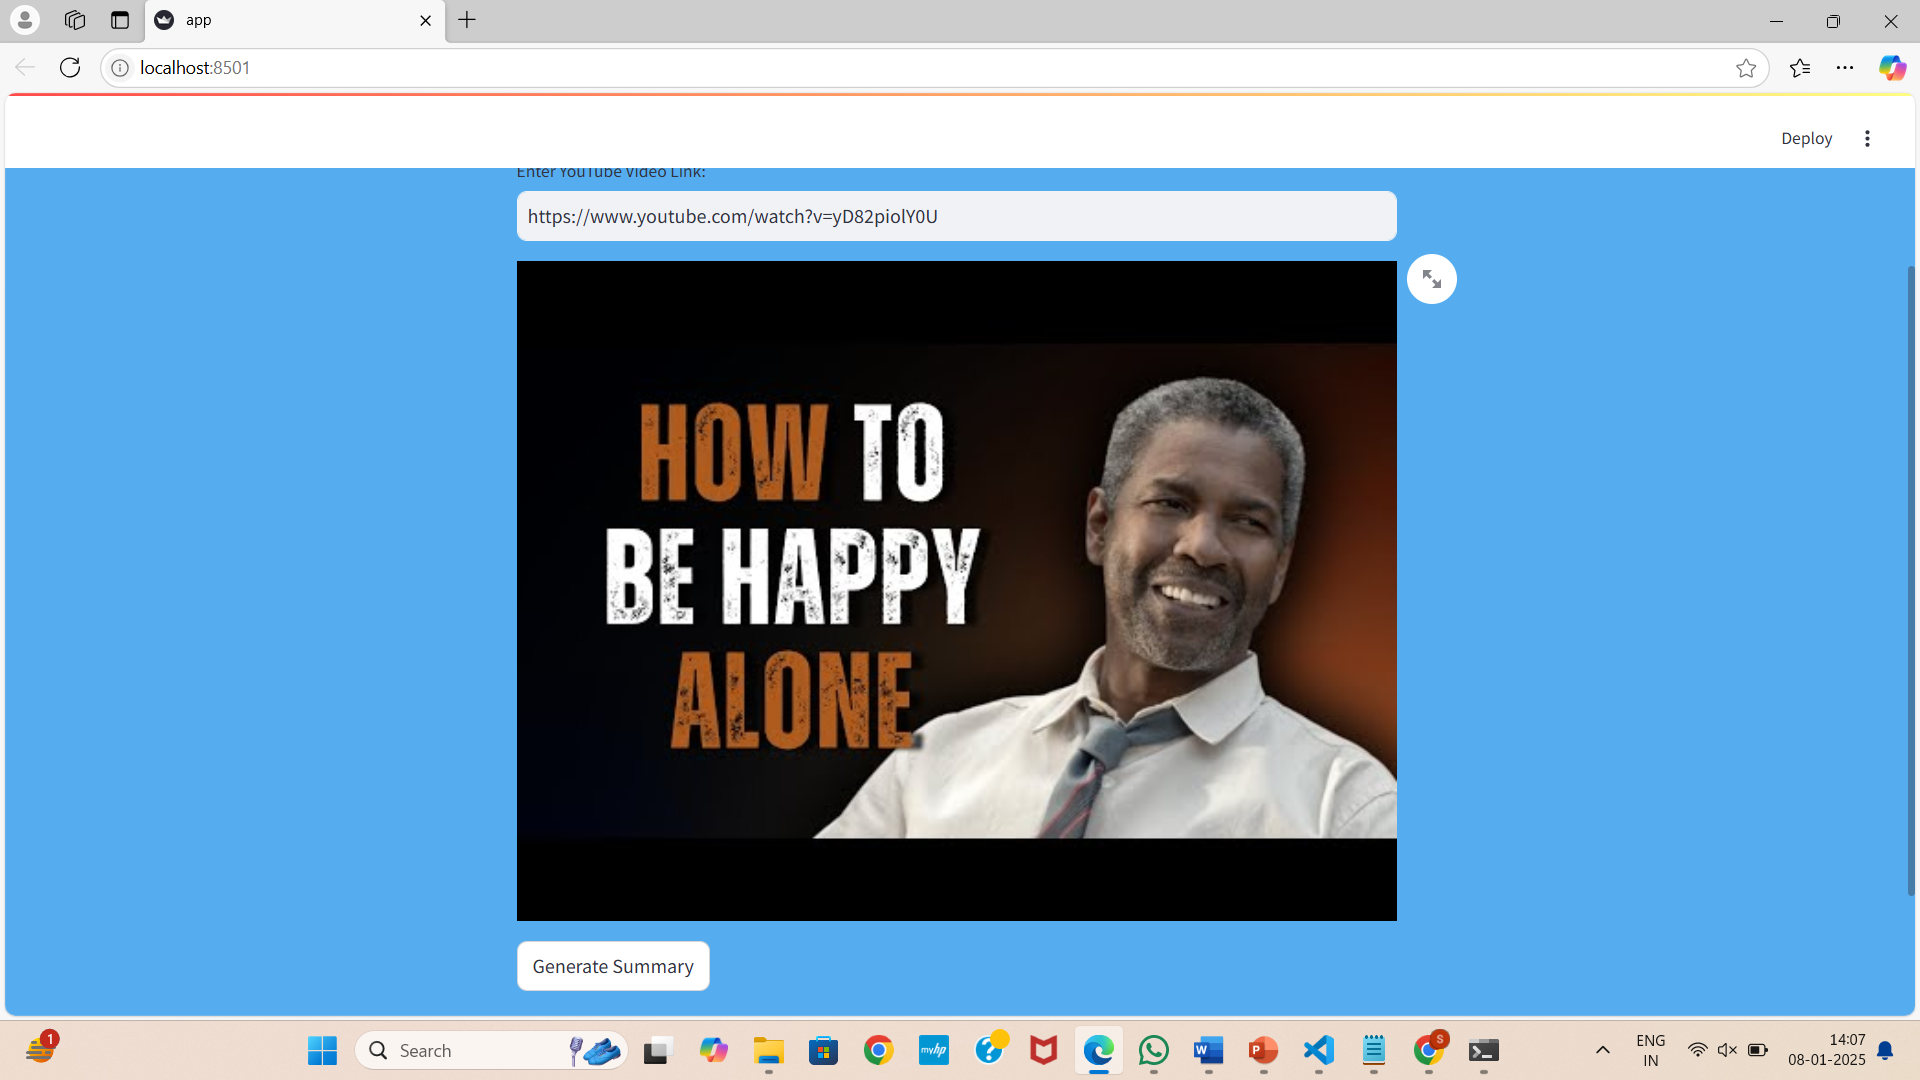 app
localhost:8501
Deploy
Enter YouTube Video Link:
https://www.youtube.com/watch?v=yD82piolY0U
HOW TO
BE HAPPY
ALONE.
Generate Summary
1
Search
myhp
?
W
P
S
ENG
IN
14:07
08-01-2025